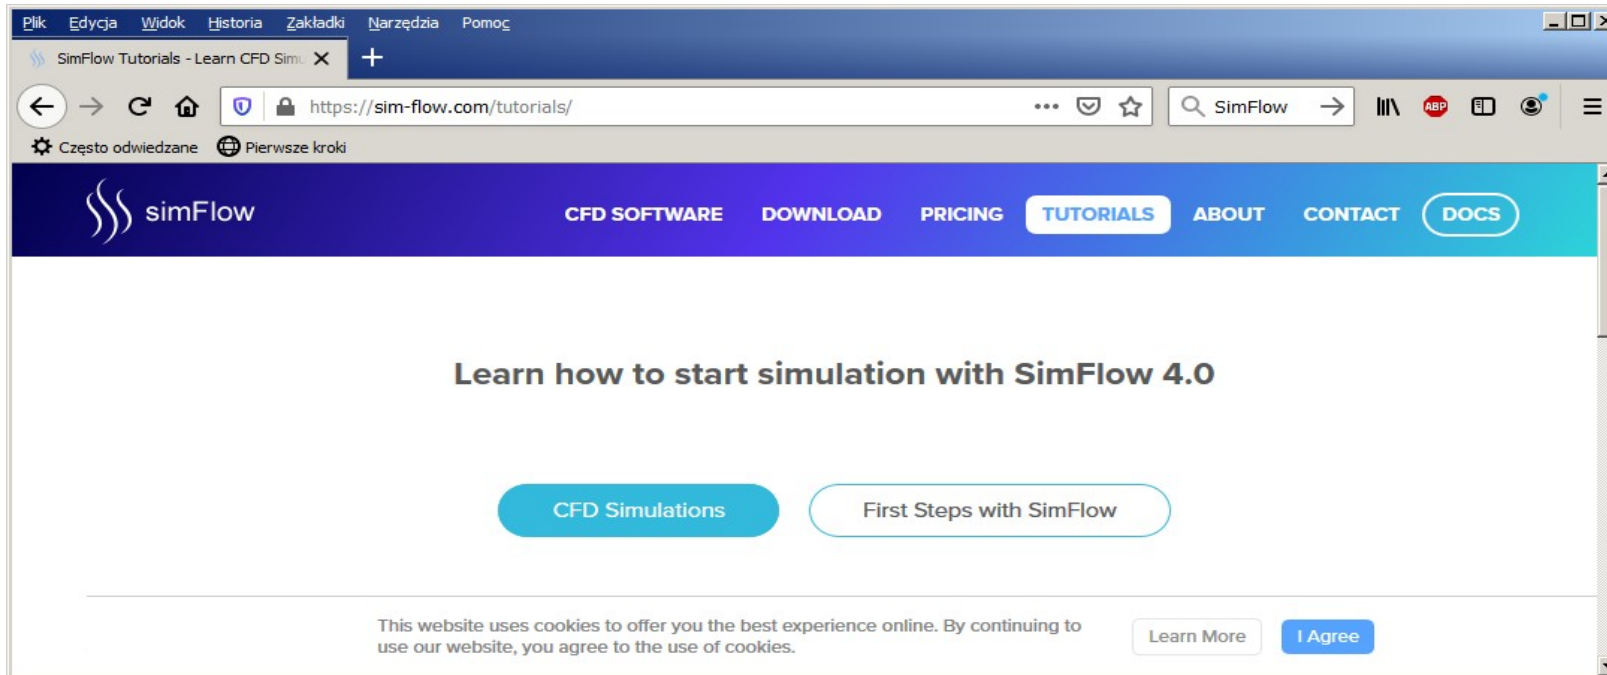 Plik Edycja Widok Historia Zakładki Narzędzia Pomoc
SimFlow Tutorials - Learn CFD Simu
https://sim-flow.com/tutorials/
SimFlow
ABP
Często odwiedzane Pierwsze kroki
simFlow
CFD SOFTWARE DOWNLOAD PRICING TUTORIALS ABOUT CONTACT DOCS
Learn how to start simulation with SimFlow 4.0
CFD Simulations First Steps with SimFlow
This website uses cookies to offer you the best experience online. By continuing to
use our website, you agree to the use of cookies.
Learn More I Agree